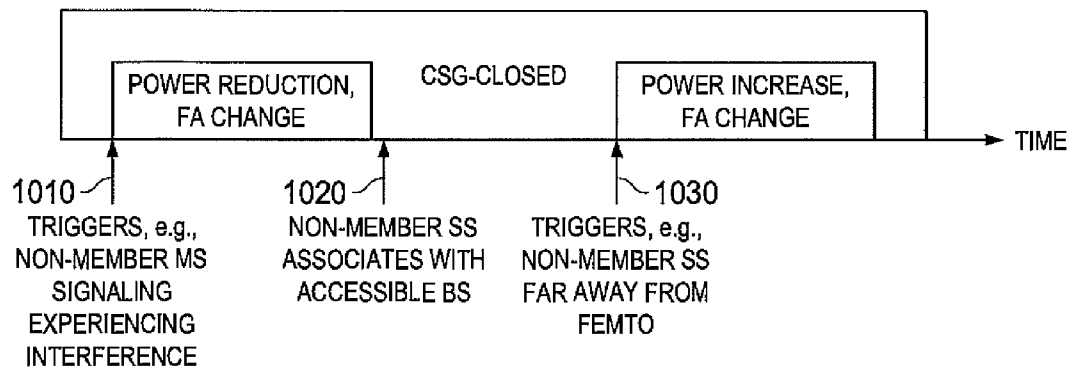 POWER REDUCTION,
FA CHANGE
CSG-CLOSED
POWER INCREASE,
FA CHANGE
TIME
1010
TRIGGERS, e.g.,
NON-MEMBER MS
SIGNALING
EXPERIENCING
INTERFERENCE
1020
NON-MEMBER SS
ASSOCIATES WITH
ACCESSIBLE BS
1030
TRIGGERS, e.g.,
NON-MEMBER SS
FAR AWAY FROM
FEMTO